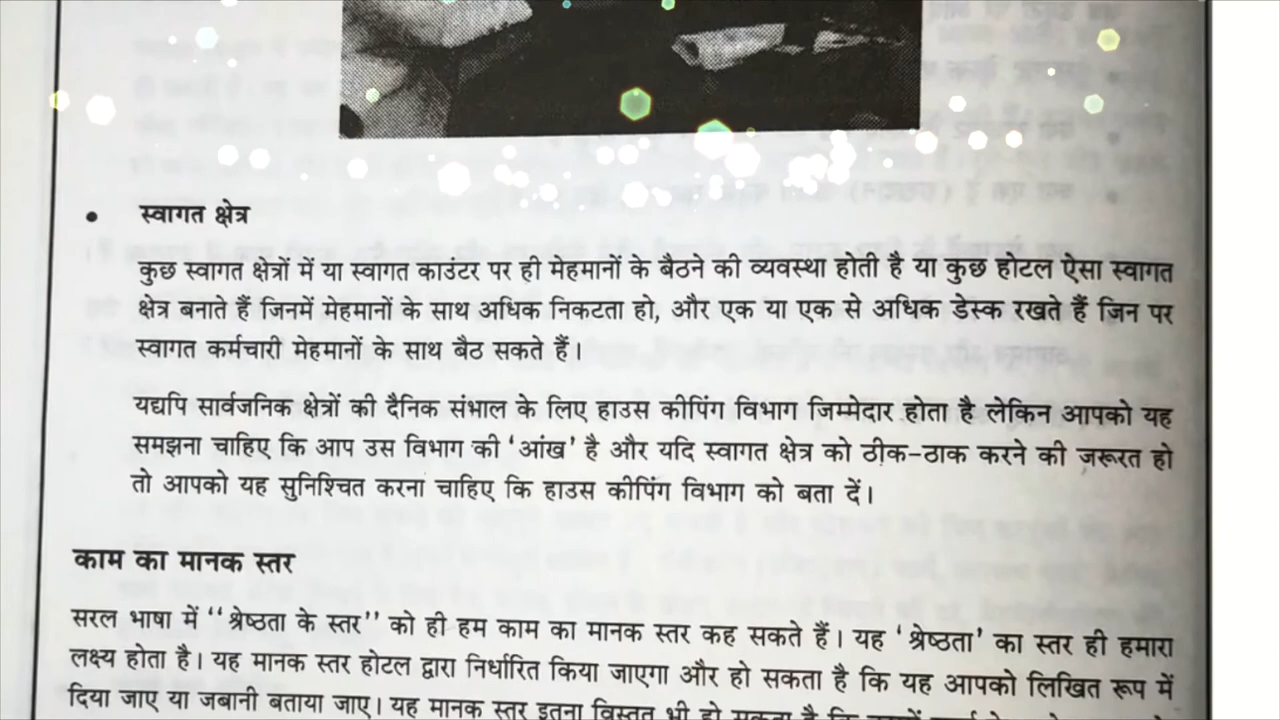 • स्वागत क्षेत्र
कुछ स्वागत क्षेत्रों में या स्वागत काउंटर पर ही मेहमानों के बैठने की व्यवस्था होती है या कुछ होटल ऐसा स्वागत
क्षेत्र बनाते हैं जिनमें मेहमानों के साथ अधिक निकटता हो, और एक या एक से अधिक डेस्क रखते हैं जिन पर
स्वागत कर्मचारी मेहमानों के साथ बैठ सकते हैं।
यद्यपि सार्वजनिक क्षेत्रों की दैनिक संभाल के लिए हाउस कीपिंग विभाग जिम्मेदार होता है लेकिन आपको यह
समझना चाहिए कि आप उस विभाग की ‘आंख’ है और यदि स्वागत क्षेत्र को ठीक-ठाक करने की जरूरत हो
तो आपको यह सुनिश्चित करना चाहिए कि हाउस कीपिंग विभाग को बता दें।
काम का मानक स्तर
सरल भाषा में ‘‘श्रेष्ठता के स्तर’’ को ही हम काम का मानक स्तर कह सकते हैं। यह ‘श्रेष्ठता’ का स्तर ही हमारा
लक्ष्य होता है। यह मानक स्तर होटल द्वारा निर्धारित किया जाएगा और हो सकता है कि यह आपको लिखित रूप में
दिया जाए या जबानी बताया जाए। यह मानक स्तर इतना विस्तृत भी हो सकता है कि